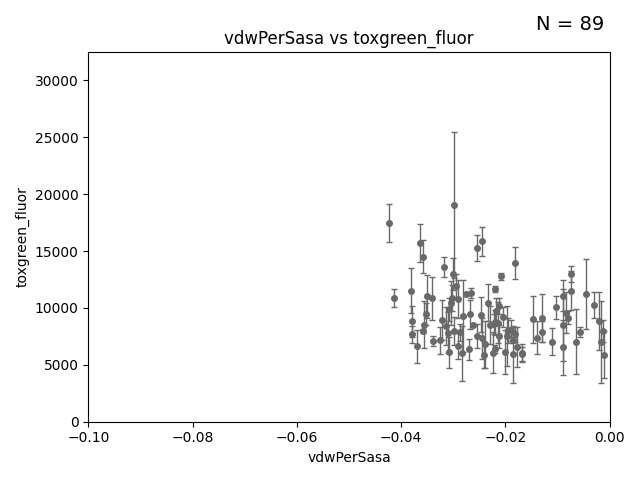 N = 89
vdwPerSasa vs toxgreen_fluor
toxgreen_fluor
30000
25000
20000
15000
10000
5000
0
−0.10 −0.08 −0.06 −0.04 −0.02 0.00
vdwPerSasa